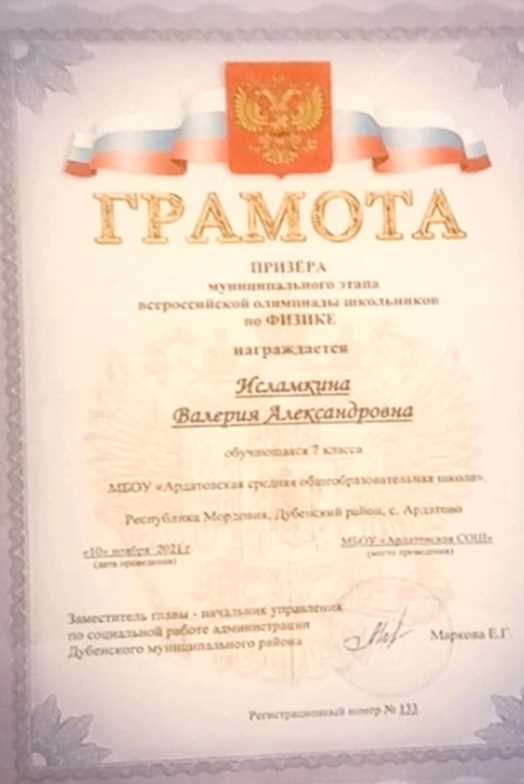 ГРАМОТА
ПРИЗЁРА
муниципального этапа
всероссийской олимпиады школьников
по ФИЗИКЕ
награждается
Исламкина
Валерия Александровна
обучающаяся 7 класса
МБОУ «Ардатовская средняя общеобразовательная школа»,
Республика Мордовия, Дубенский район, с. Ардатово
«10» ноября 2021 г.
(дата проведения)
МБОУ «Ардатовская СОШ»
(место проведения)
Заместитель главы - начальник управления
по социальной работе администрации
Дубенского муниципального района
Маркова Е.Г.
Регистрационный номер № 133